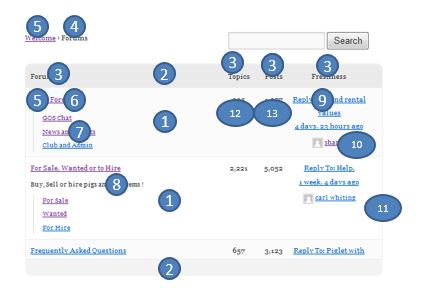 5 4
Welcome › Forums
Search
3 3 3
Forum 3 2 Topics Posts Freshness
5 For 6 1 12 13 Reply 9 and rental
values
GOS Chat
News an 7 4 days, 22 hours ago
Club and Admin sha 10
For Sale, Wanted or to Hire 2,221 5,052 Reply To: Help,
1 week, 4 days ago
Buy, Sell or hire pigs an 8 ems !
carl whiting 11
For Sale 1
Wanted
For Hire
Frequently Asked Questions 657 3,123 Reply To: Piglet with
2